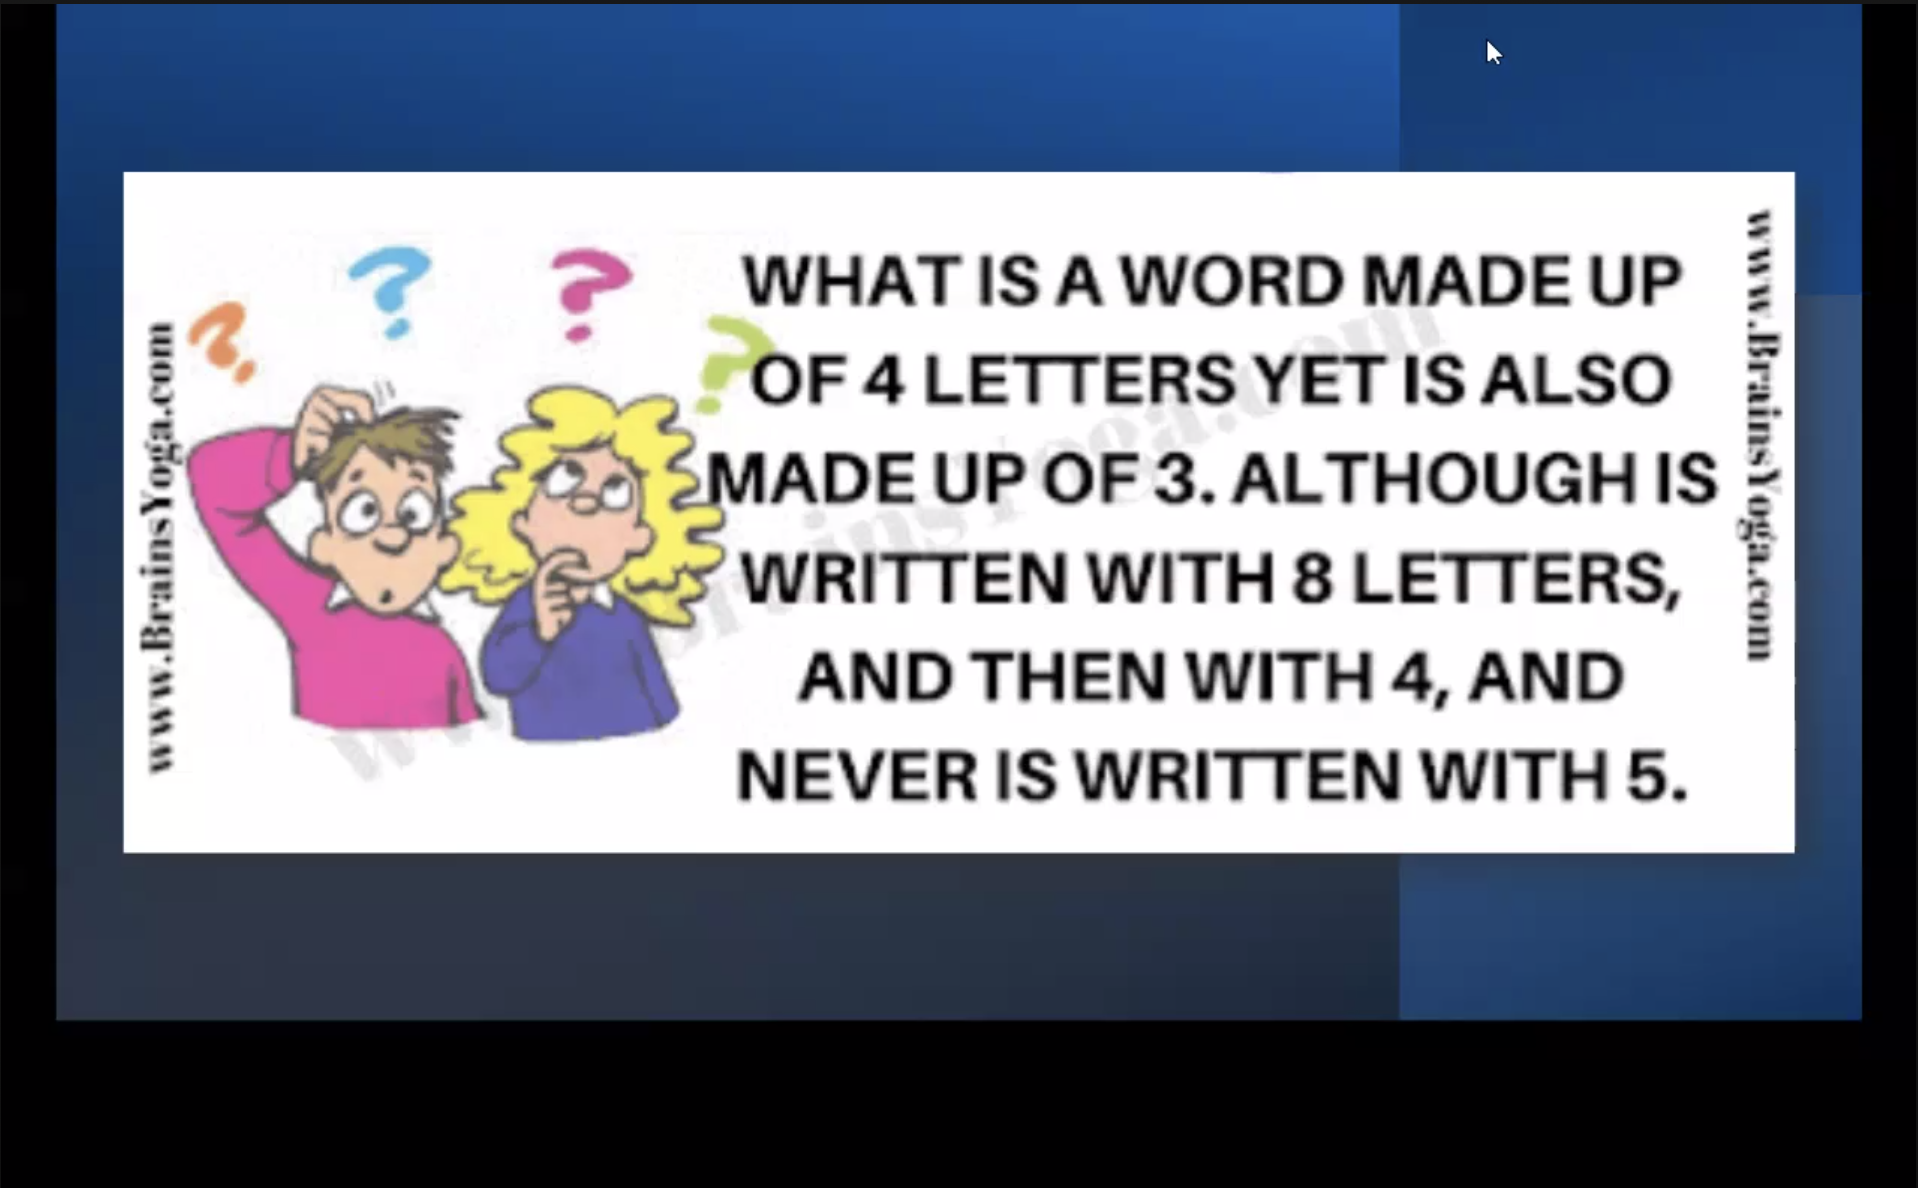 www.BrainsYoga.com
WHAT IS A WORD MADE UP
OF 4 LETTERS YET IS ALSO
MADE UP OF 3. ALTHOUGH IS
WRITTEN WITH 8 LETTERS,
AND THEN WITH 4, AND
NEVER IS WRITTEN WITH 5.
www.BrainsYoga.com
www.BrainsYoga.com